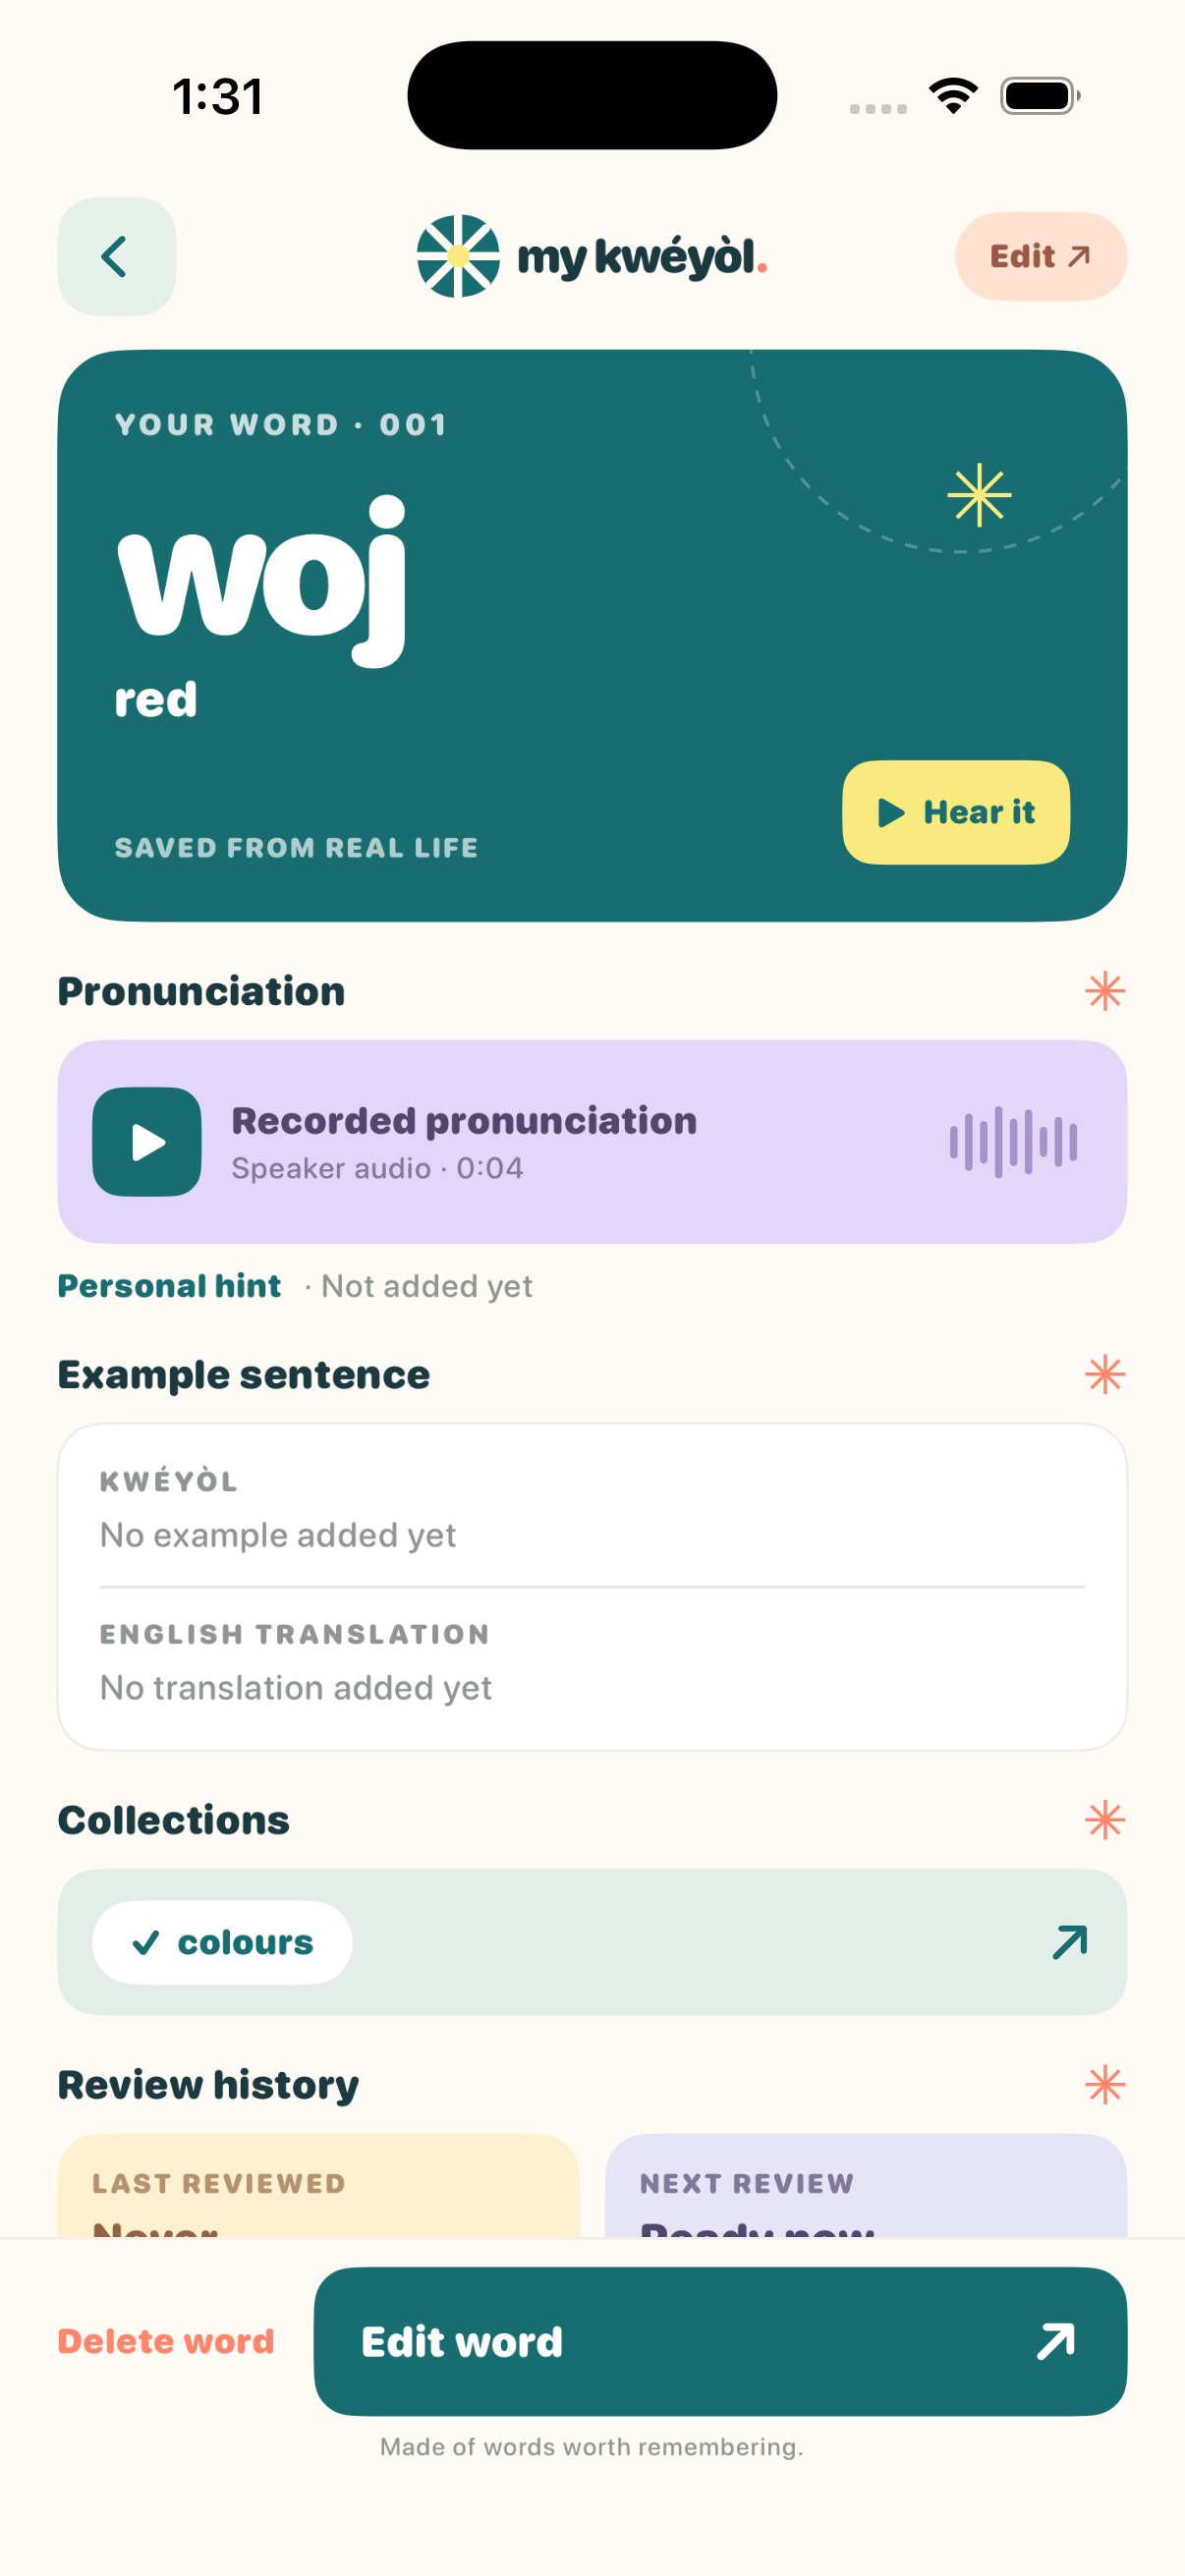 1:31
my kwéyòl.
Edit
YOUR WORD · 001
woj
red
Hear it
SAVED FROM REAL LIFE
Pronunciation
Recorded pronunciation
Speaker audio · 0:04
Personal hint · Not added yet
Example sentence
KWÉYÒL
No example added yet
ENGLISH TRANSLATION
No translation added yet
Collections
colours
Review history
LAST REVIEWED
NEXT REVIEW
Never
Ready now
Delete word
Edit word
Made of words worth remembering.